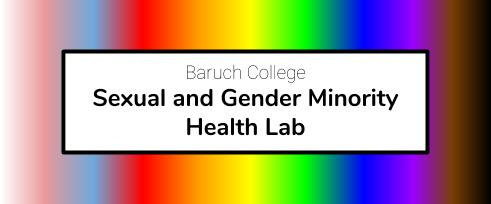 Baruch College
Sexual and Gender Minority
Health Lab